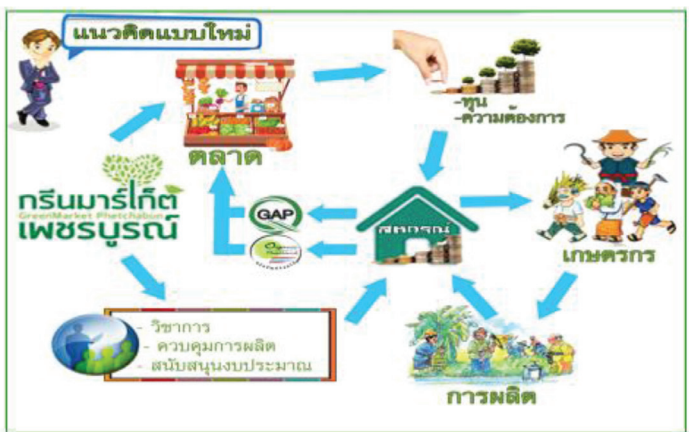 แนวคิดแบบใหม่
ตลาด
-ทุน
-ความต้องการ
กรีนมาร์เก็ต
GreenMarket Phetchabun
เพชรบูรณ์
GAP
สหกรณ์
เกษตรกร
- วิชาการ
- ควบคุมการผลิต
- สนับสนุนงบประมาณ
การผลิต